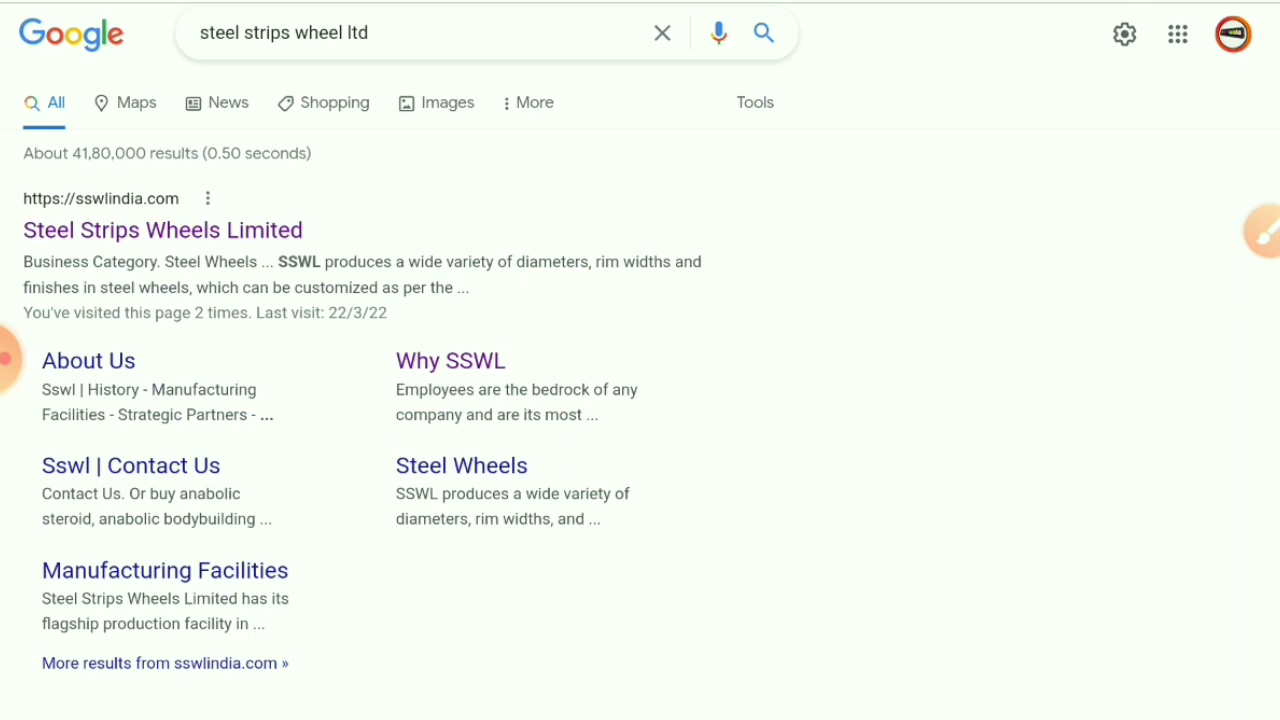 Google
steel strips wheel ltd
All Maps News Shopping Images More Tools
About 41,80,000 results (0.50 seconds)
https://sswlindia.com
Steel Strips Wheels Limited
Business Category. Steel Wheels ... SSWL produces a wide variety of diameters, rim widths and
finishes in steel wheels, which can be customized as per the ...
You've visited this page 2 times. Last visit: 22/3/22
About Us
Sswl | History - Manufacturing
Facilities - Strategic Partners - ...
Why SSWL
Employees are the bedrock of any
company and are its most ...
Sswl | Contact Us
Contact Us. Or buy anabolic
steroid, anabolic bodybuilding ...
Steel Wheels
SSWL produces a wide variety of
diameters, rim widths, and ...
Manufacturing Facilities
Steel Strips Wheels Limited has its
flagship production facility in ...
More results from sswlindia.com »